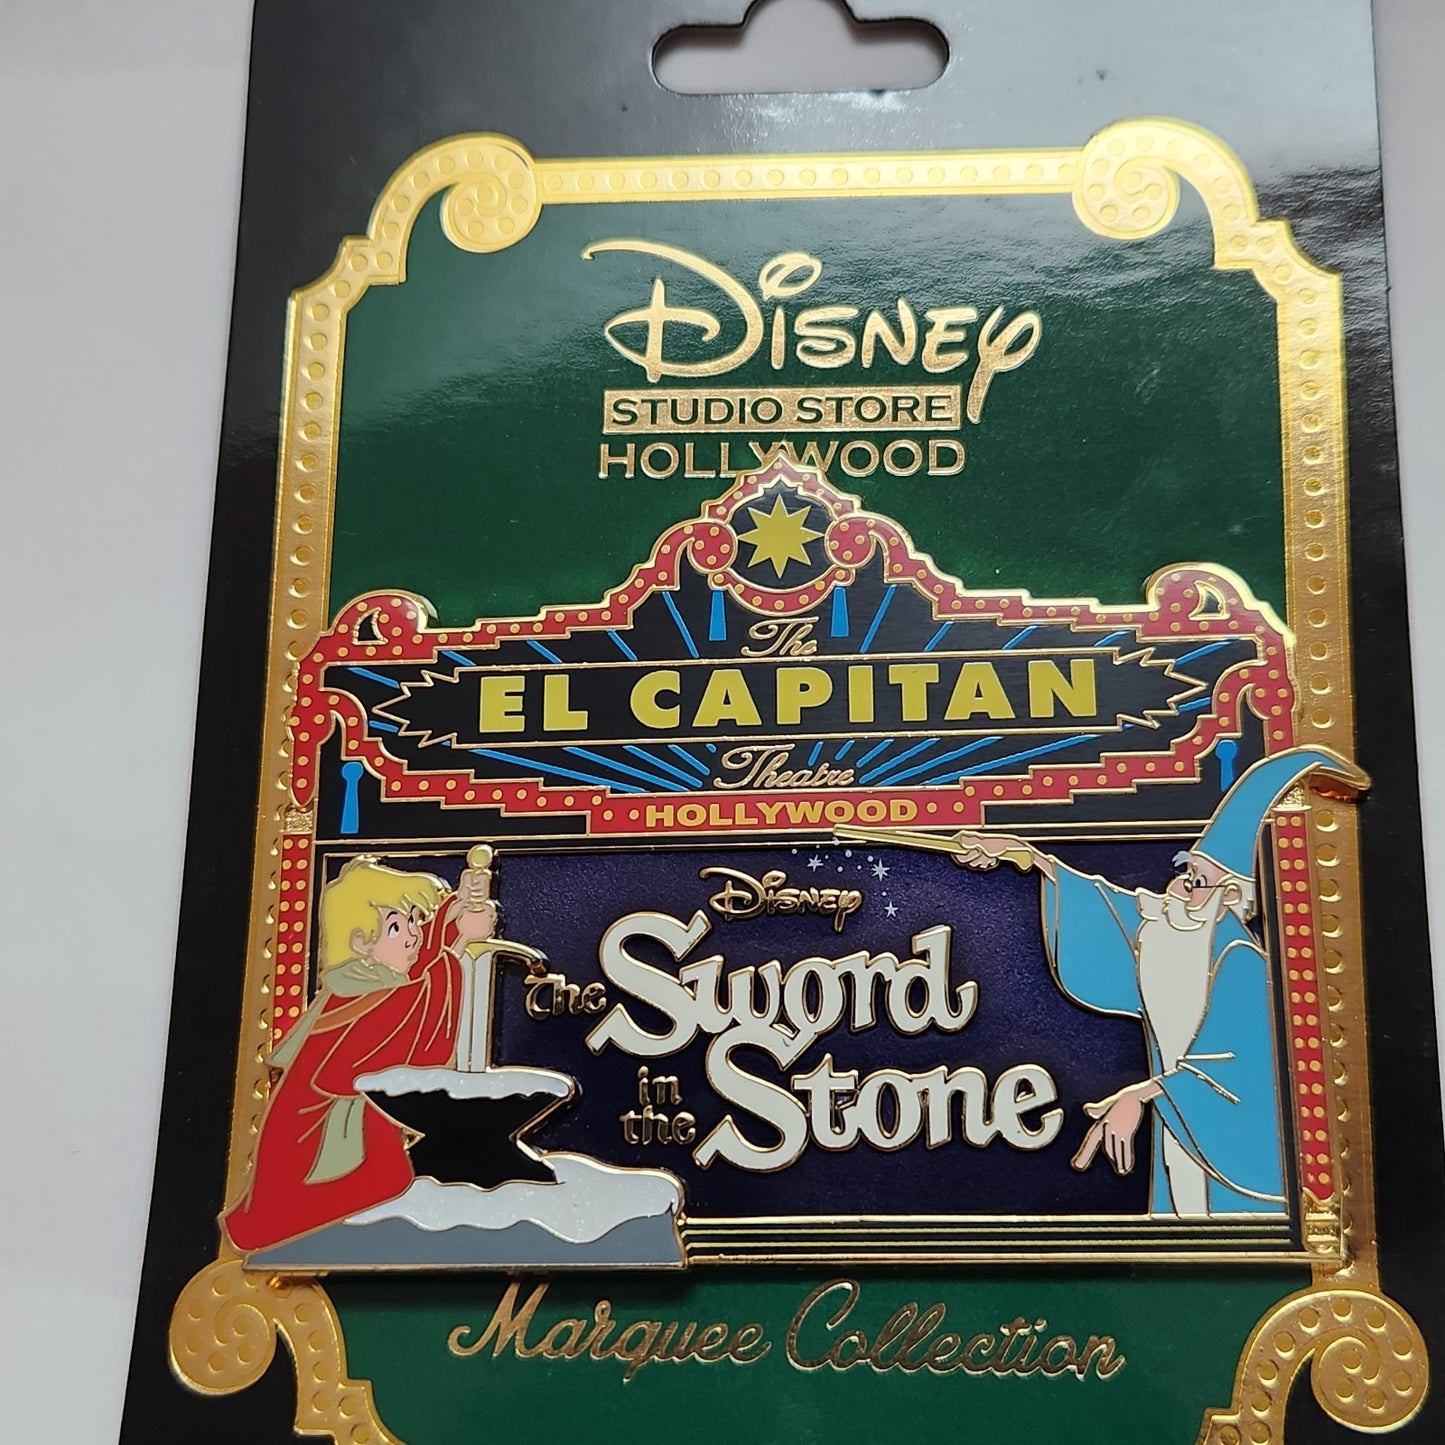 Disney
STUDIO STORE
HOLLYWOOD
The
EL CAPITAN
Theatre
HOLLYWOOD
Disney
the Sword
in the Stone
Marquee Collection